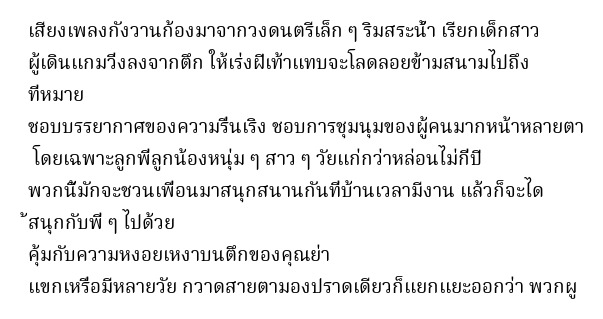 เสียงเพลงกังวานก้องมาจากวงดนตรีเล็ก ๆ ริมสระน้ำ เรียกเด็กสาว
ผู้เดินแกมวิ่งลงจากตึก ให้เร่งฝีเท้าแทบจะโลดลอยข้ามสนามไปถึง
ที่หมาย
ชอบบรรยากาศของความรื่นเริง ชอบการชุมนุมของผู้คนมากหน้าหลายตา
โดยเฉพาะลูกพี่ลูกน้องหนุ่ม ๆ สาว ๆ วัยแก่กว่าหล่อนไม่กี่ปี
พวกนี้มักจะชวนเพื่อนมาสนุกสนานกันที่บ้านเวลามีงาน แล้วก็จะได
้สนุกกับพี่ ๆ ไปด้วย
คุ้มกับความหงอยเหงาบนตึกของคุณย่า
แขกเหรื่อมีหลายวัย กวาดสายตามองปราดเดียวก็แยกแยะออกว่า พวกผู